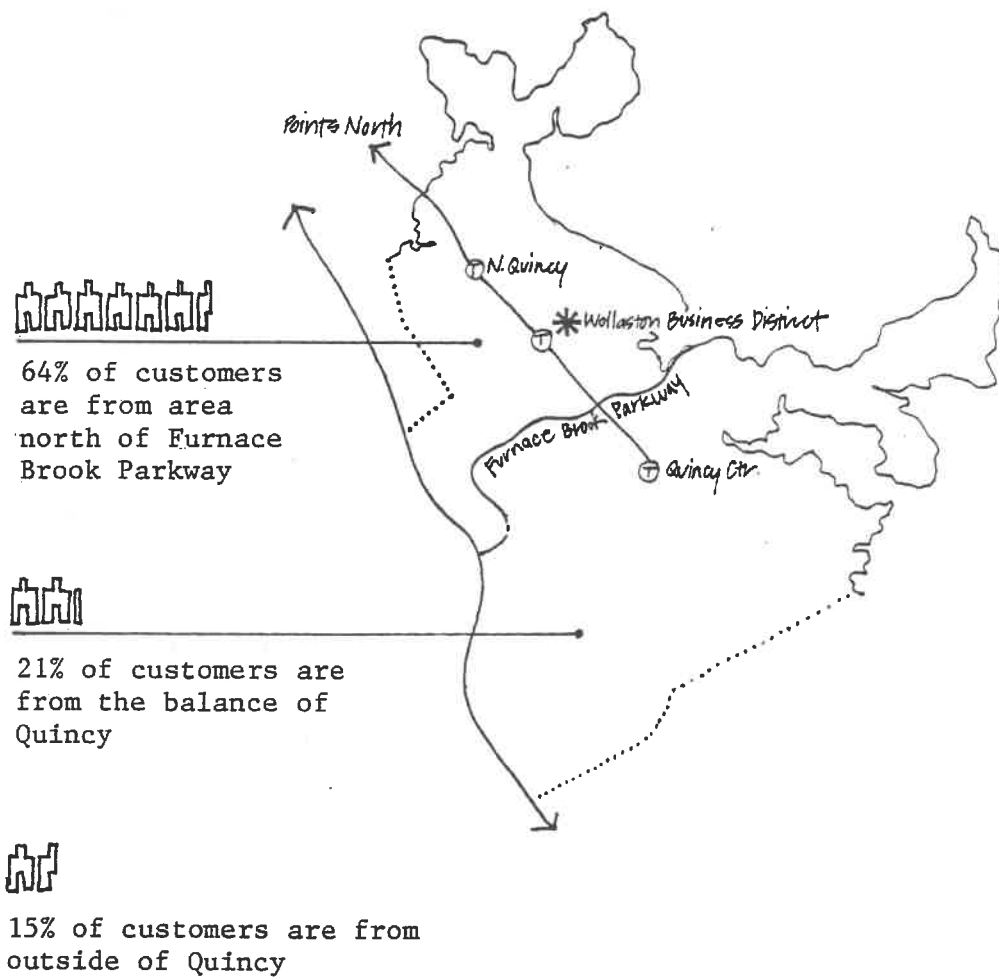 Points North
N. Quincy
T
Wollaston Business District
T
64% of customers
are from area
north of Furnace
Brook Parkway
Furnace Brook Parkway
T
Quincy Ctr.
21% of customers are
from the balance of
Quincy
15% of customers are from
outside of Quincy